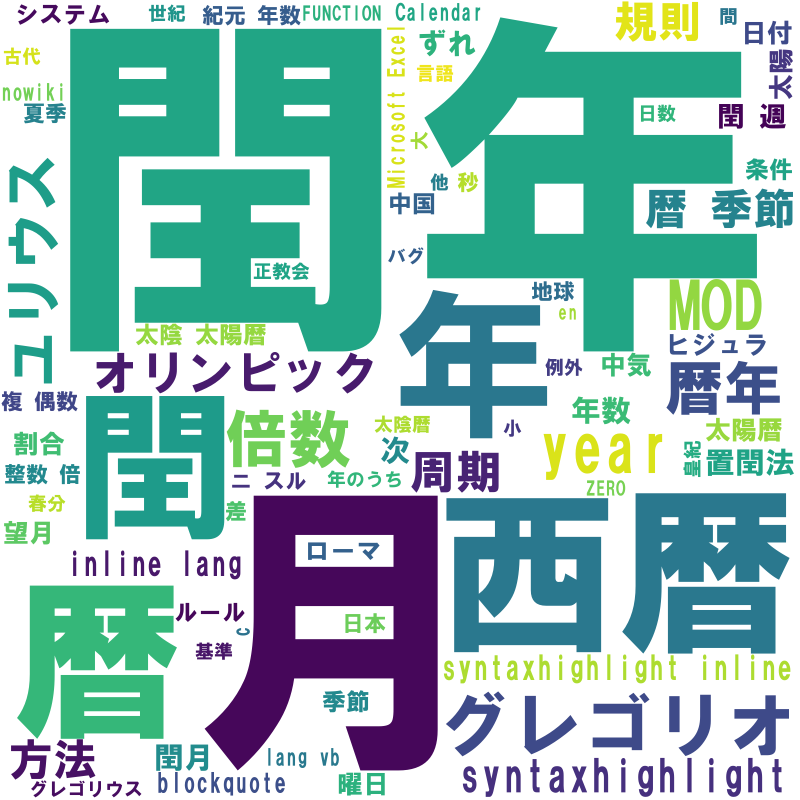 システム
世紀
紀元 年数
FUNCTION Calendar
ずれ
規則
間
日付
古代
nowiki
夏季
閏年
Microsoft Excel
言語
大
他
秒
中国
日数
太陽
閏 週
条件
暦 季節
ユリウス
正教会
バグ
地球
en
MOD
太陰 太陽暦
オリンピック
年
例外
中気
ヒジュラ
暦年
複 偶数
閏
倍数
太陰暦
次
小
年数
太陽暦
割合
整数 倍
ニ スル
年のうち
周期
year
皇紀
置閏法
ZERO
春分
差
望月
inline lang
ローマ
月
西暦
暦
ルール
c
日本
基準
syntaxhighlight inline
季節
グレゴリオ
方法
閏月
lang vb
グレゴリウス
blockquote
曜日
syntaxhighlight